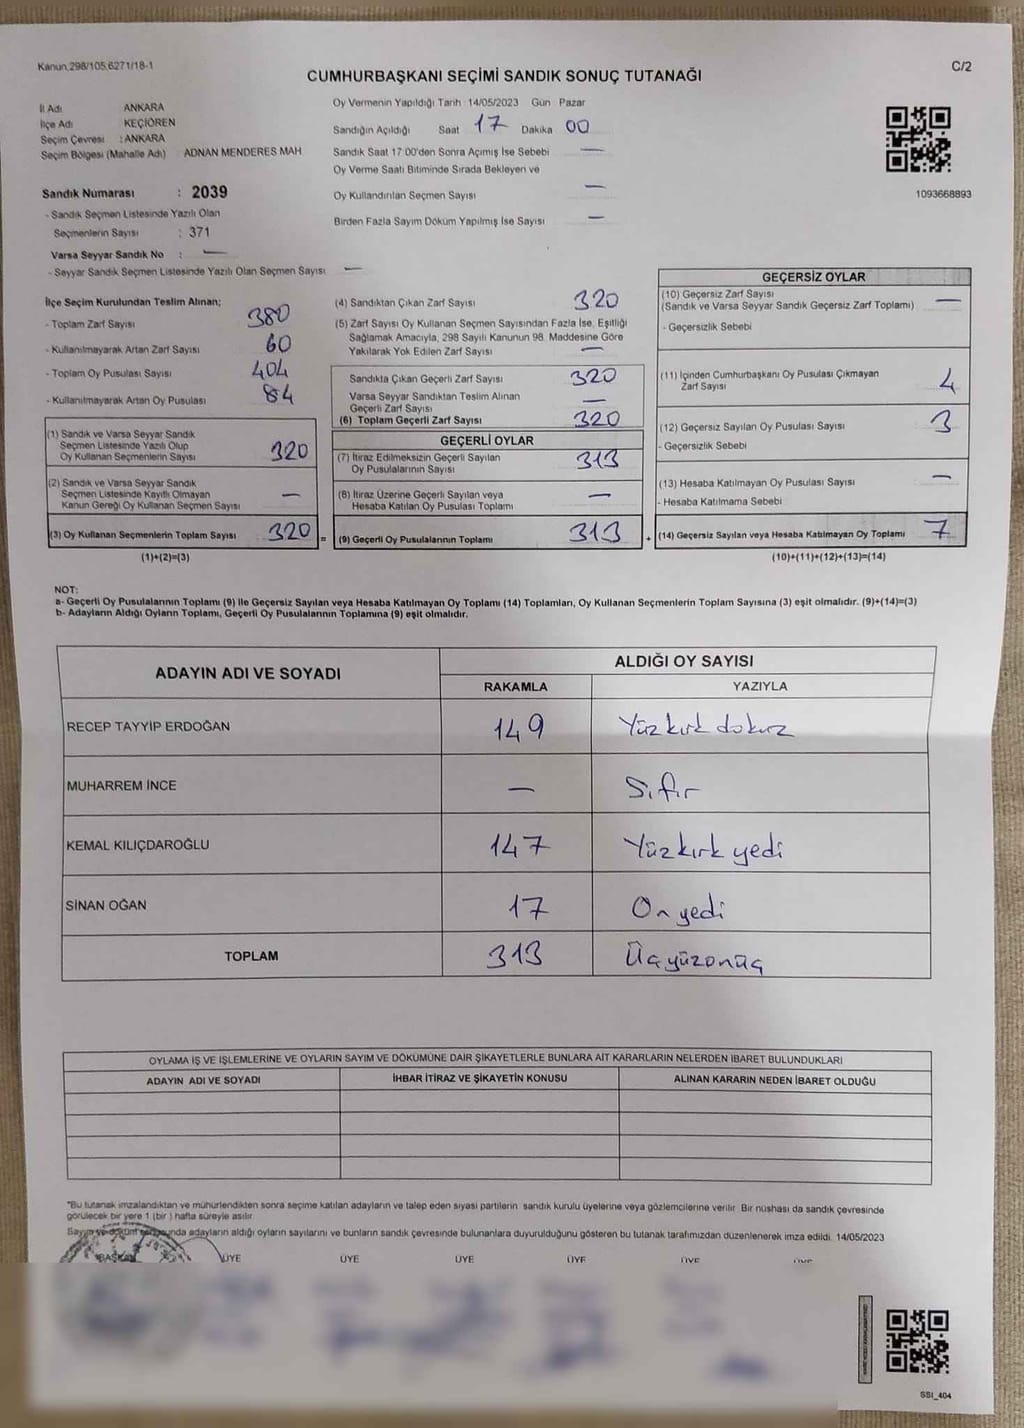 Kanun.298/105,6271/18-1
C/2
CUMHURBAŞKANI SEÇİMİ SANDIK SONUÇ TUTANAĞI
İl Adı ANKARA
İlçe Adı KEÇİÖREN
Seçim Çevresi : ANKARA
Seçim Bölgesi (Mahalle Adı) ADNAN MENDERES MAH
Sandık Numarası : 2039
- Sandık Seçmen Listesinde Yazılı Olan
Seçmenlerin Sayısı : 371
Varsa Seyyar Sandık No : —
- Seyyar Sandık Seçmen Listesinde Yazılı Olan Seçmen Sayısı —
Oy Vermenin Yapıldığı Tarih 14/05/2023 Gün Pazar
Sandığın Açıldığı Saat 17 Dakika 00
Sandık Saat 17:00'den Sonra Açımış İse Sebebi —
Oy Verme Saati Bitiminde Sırada Bekleyen ve
Oy Kullandırılan Seçmen Sayısı —
Birden Fazla Sayım Döküm Yapılmış İse Sayısı —
1093668893
İlçe Seçim Kurulundan Teslim Alınan;
- Toplam Zarf Sayısı 380
- Kullanılmayarak Artan Zarf Sayısı 60
- Toplam Oy Pusulası Sayısı 404
- Kullanılmayarak Artan Oy Pusulası 84
(1) Sandık ve Varsa Seyyar Sandık
Seçmen Listesinde Yazılı Olup
Oy Kullanan Seçmenlerin Sayısı 320
(2) Sandık ve Varsa Seyyar Sandık
Seçmen Listesinde Kayıtlı Olmayan
Kanun Gereği Oy Kullanan Seçmen Sayısı —
(3) Oy Kullanan Seçmenlerin Toplam Sayısı 320 =
(1)+(2)=(3)
(4) Sandıktan Çıkan Zarf Sayısı 320
(5) Zarf Sayısı Oy Kullanan Seçmen Sayısından Fazla İse, Eşitliği
Sağlamak Amacıyla, 298 Sayılı Kanunun 98. Maddesine Göre
Yakılarak Yok Edilen Zarf Sayısı —
Sandıkta Çıkan Geçerli Zarf Sayısı 320
Varsa Seyyar Sandıktan Teslim Alınan
Geçerli Zarf Sayısı —
(6) Toplam Geçerli Zarf Sayısı 320
GEÇERLİ OYLAR
(7) İtiraz Edilmeksizin Geçerli Sayılan
Oy Pusulalarının Sayısı 313
(8) İtiraz Üzerine Geçerli Sayılan veya
Hesaba Katılan Oy Pusulası Toplamı —
(9) Geçerli Oy Pusulalarının Toplamı 313 +
GEÇERSİZ OYLAR
(10) Geçersiz Zarf Sayısı
(Sandık ve Varsa Seyyar Sandık Geçersiz Zarf Toplamı) —
- Geçersizlik Sebebi
(11) İçinden Cumhurbaşkanı Oy Pusulası Çıkmayan
Zarf Sayısı 4
(12) Geçersiz Sayılan Oy Pusulası Sayısı 3
- Geçersizlik Sebebi
(13) Hesaba Katılmayan Oy Pusulası Sayısı —
- Hesaba Katılmama Sebebi
(14) Geçersiz Sayılan veya Hesaba Katılmayan Oy Toplamı 7
(10)+(11)+(12)+(13)=(14)
NOT:
a- Geçerli Oy Pusulalarının Toplamı (9) ile Geçersiz Sayılan veya Hesaba Katılmayan Oy Toplamı (14) Toplamları, Oy Kullanan Seçmenlerin Toplam Sayısına (3) eşit olmalıdır. (9)+(14)=(3)
b- Adayların Aldığı Oyların Toplamı, Geçerli Oy Pusulalarının Toplamına (9) eşit olmalıdır.
ADAYIN ADI VE SOYADI ALDIĞI OY SAYISI
RAKAMLA YAZIYLA
RECEP TAYYİP ERDOĞAN 149 Yüzkırk dokuz
MUHARREM İNCE — Sıfır
KEMAL KILIÇDAROĞLU 147 Yüzkırk yedi
SİNAN OĞAN 17 On yedi
TOPLAM 313 Üçyüzonüç
OYLAMA İŞ VE İŞLEMLERİNE VE OYLARIN SAYIM VE DÖKÜMÜNE DAİR ŞİKAYETLERLE BUNLARA AİT KARARLARIN NELERDEN İBARET BULUNDUKLARI
ADAYIN ADI VE SOYADI İHBAR İTİRAZ VE ŞİKAYETİN KONUSU ALINAN KARARIN NEDEN İBARET OLDUĞU
*Bu tutanak imzalandıktan ve mühürlendikten sonra seçime katılan adayların ve talep eden siyasi partilerin sandık kurulu üyelerine veya gözlemcilerine verilir. Bir nüshası da sandık çevresinde
görülecek bir yere 1 (bir ) hafta süreyle asılır.
Sayım ve döküm sonunda adayların aldığı oyların sayılarını ve bunların sandık çevresinde bulunanlara duyurulduğunu gösteren bu tutanak tarafımızdan düzenlenerek imza edildi. 14/05/2023
BAŞKAN ÜYE ÜYE ÜYE ÜYE ÜYE ÜYE
SSI_404